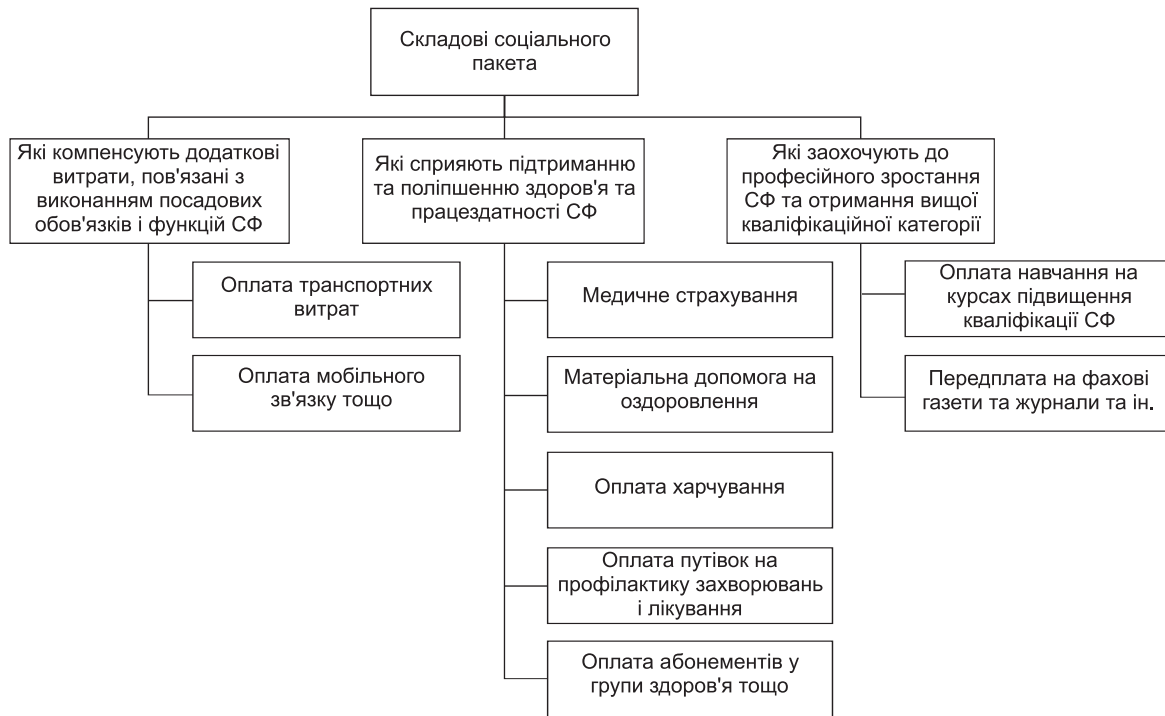 Складові соціального
пакета
Які компенсують додаткові
витрати, пов'язані з
виконанням посадових
обов'язків і функцій СФ
Оплата транспортних
витрат
Оплата мобільного
зв'язку тощо
Які сприяють підтриманню
та поліпшенню здоров'я та
працездатності СФ
Медичне страхування
Матеріальна допомога на
оздоровлення
Оплата харчування
Оплата путівок на
профілактику захворювань
і лікування
Оплата абонементів у
групи здоров'я тощо
Які заохочують до
професійного зростання
СФ та отримання вищої
кваліфікаційної категорії
Оплата навчання на
курсах підвищення
кваліфікації СФ
Передплата на фахові
газети та журнали та ін.